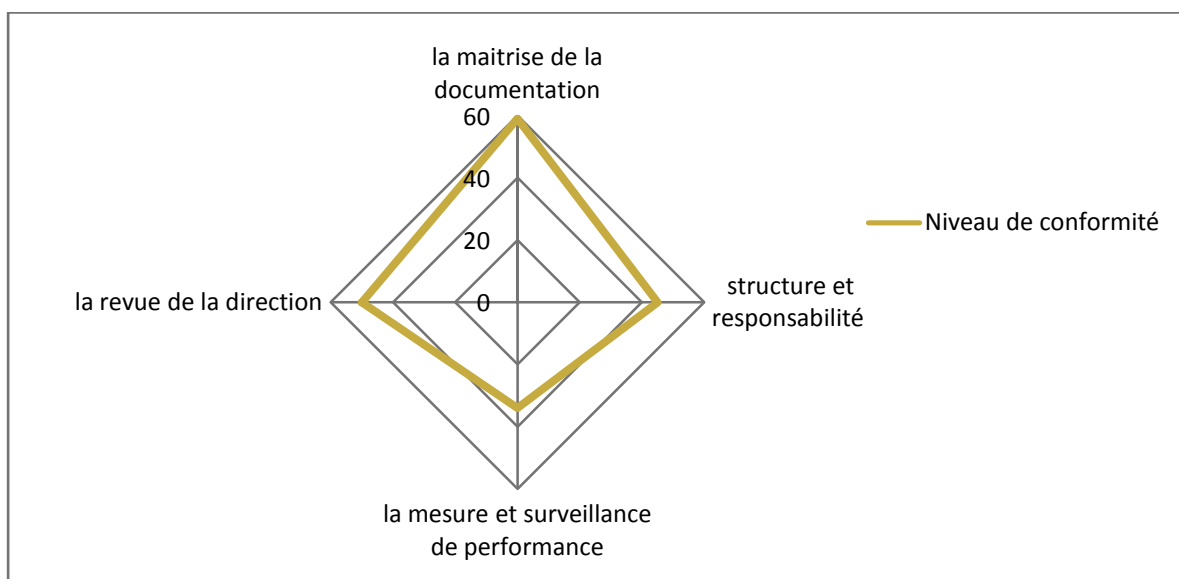 la maitrise de la
documentation
60
40
20
0
la revue de la direction
structure et
responsabilité
la mesure et surveillance
de performance
Niveau de conformité